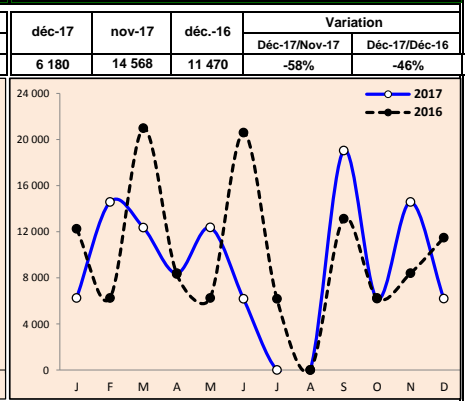 déc-17 nov-17 déc.-16 Variation
Déc-17/Nov-17 Déc-17/Déc-16
6 180 14 568 11 470 -58% -46%
24 000
2017
2016
20 000
16 000
12 000
8 000
4 000
0
J F M A M J J A S O N D